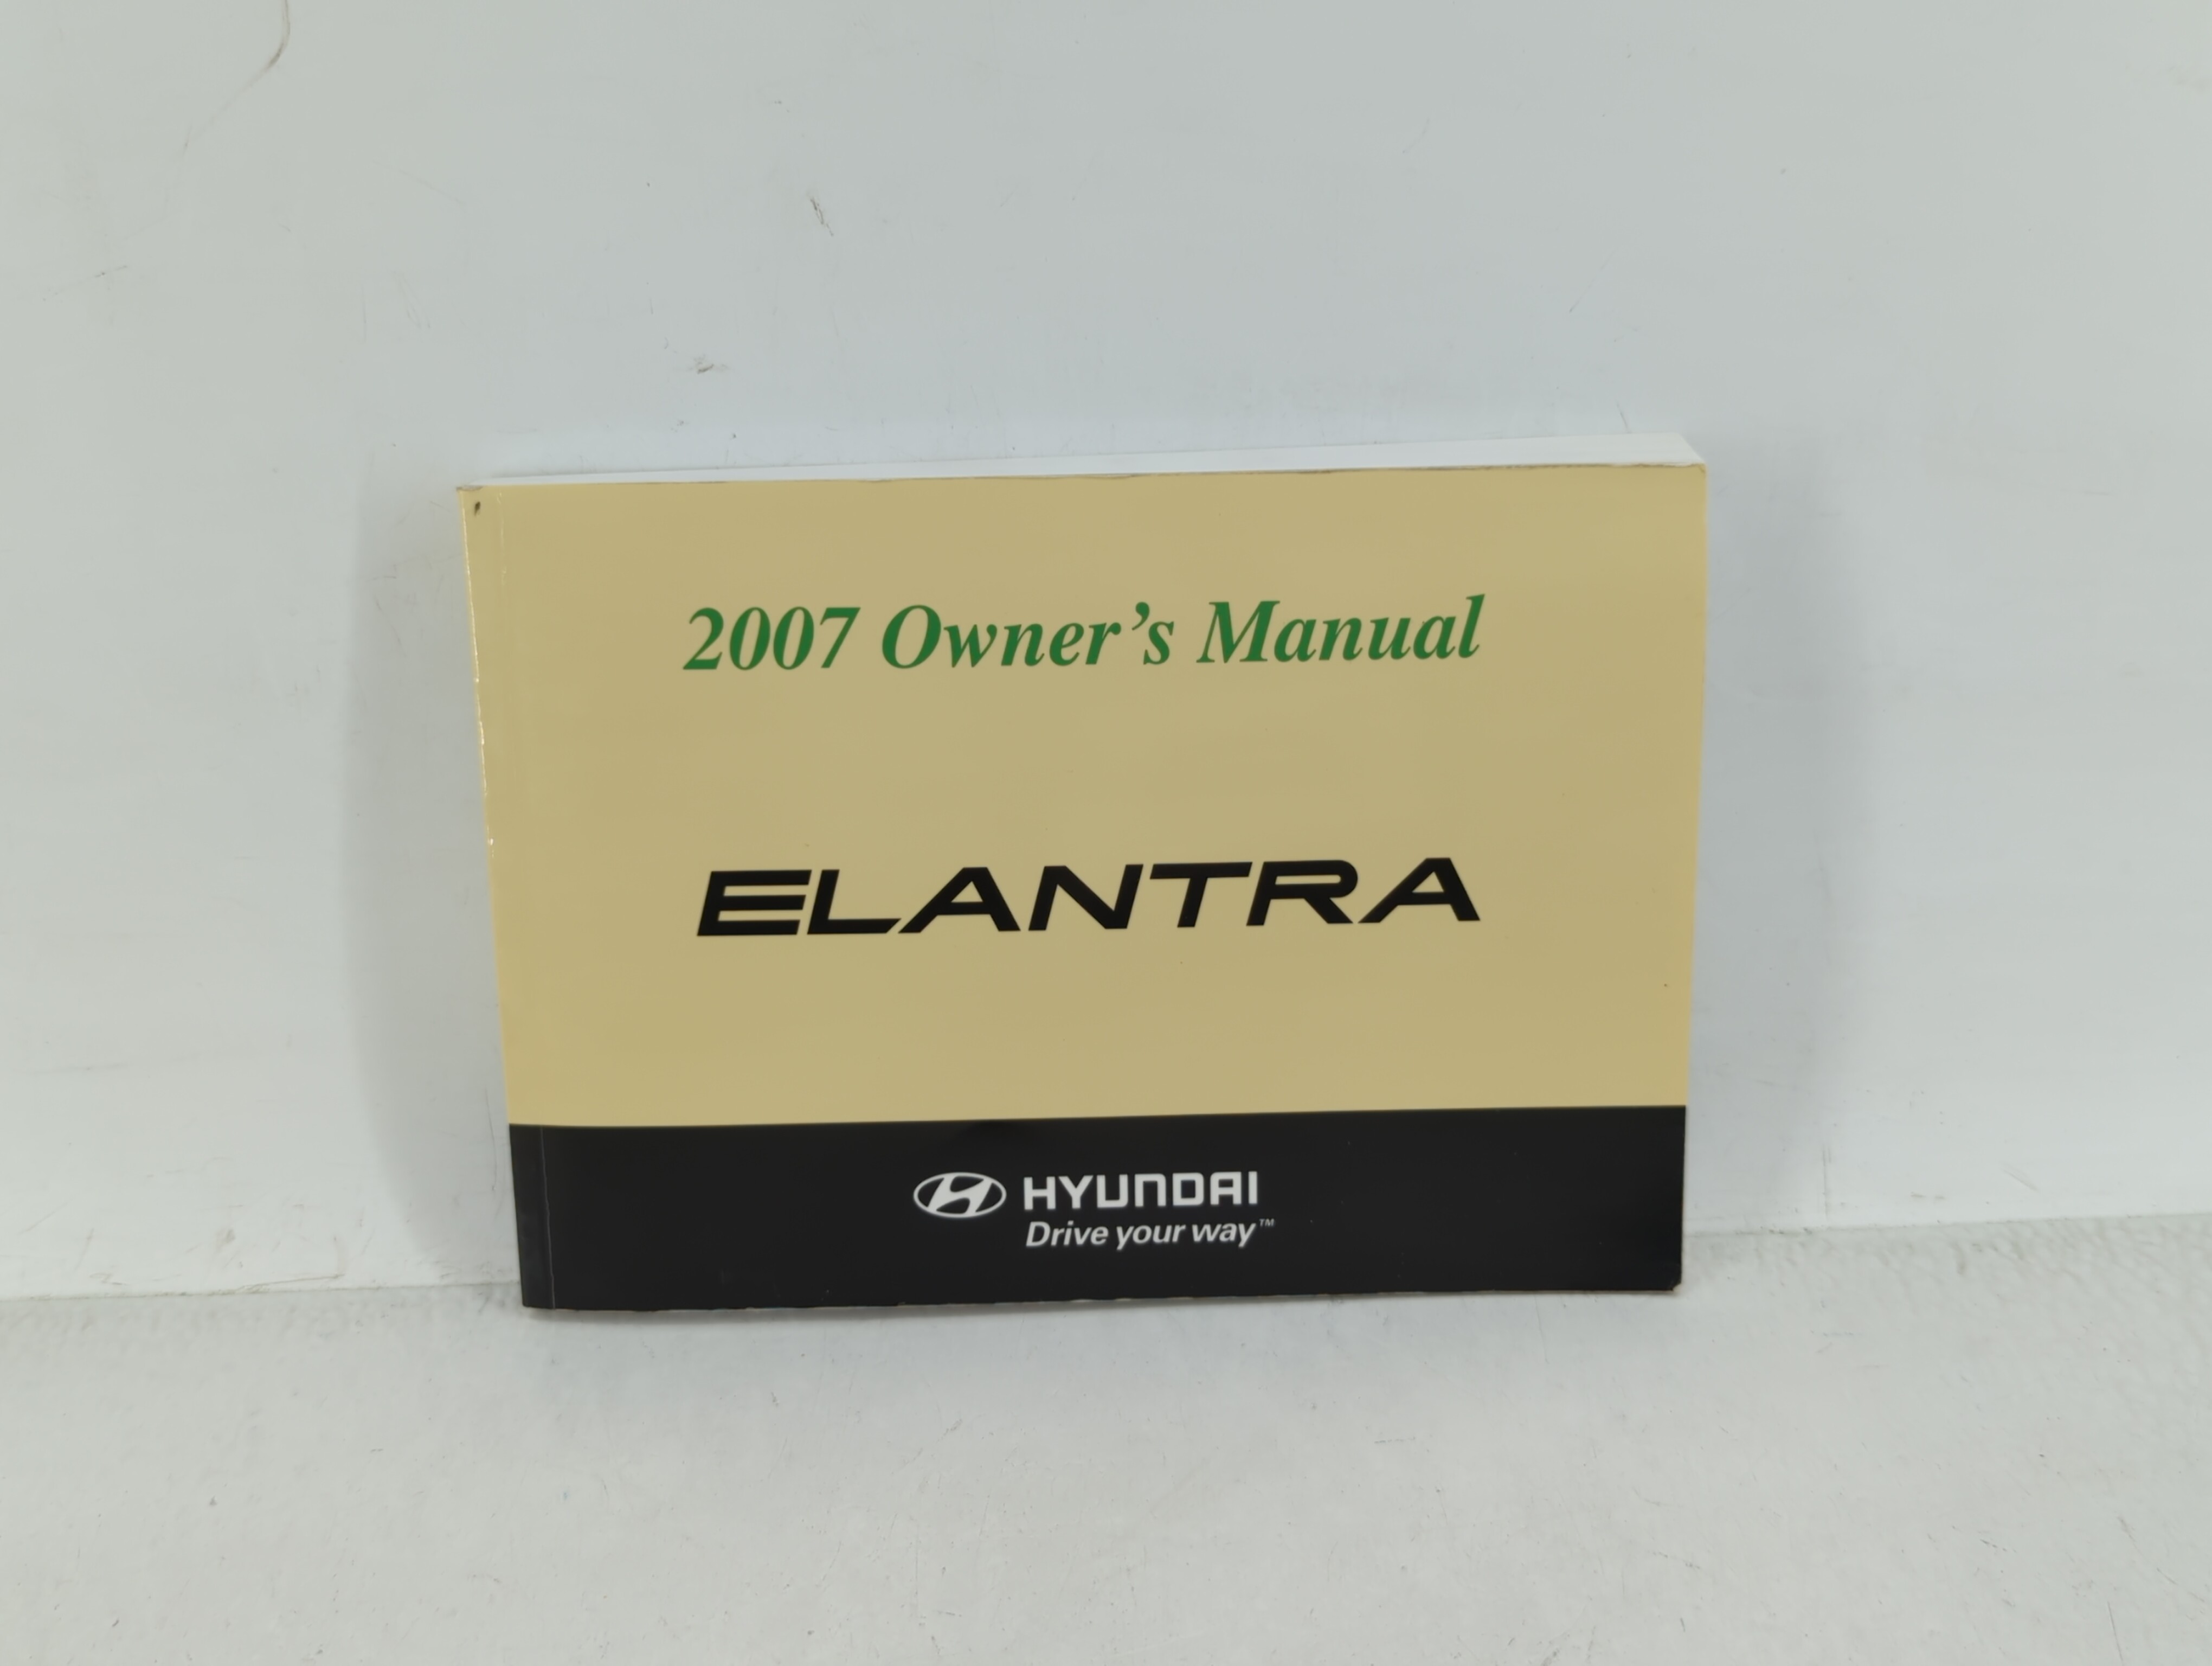 2007 Owner's Manual
ELANTRA
HYUNDAI
Drive your way™